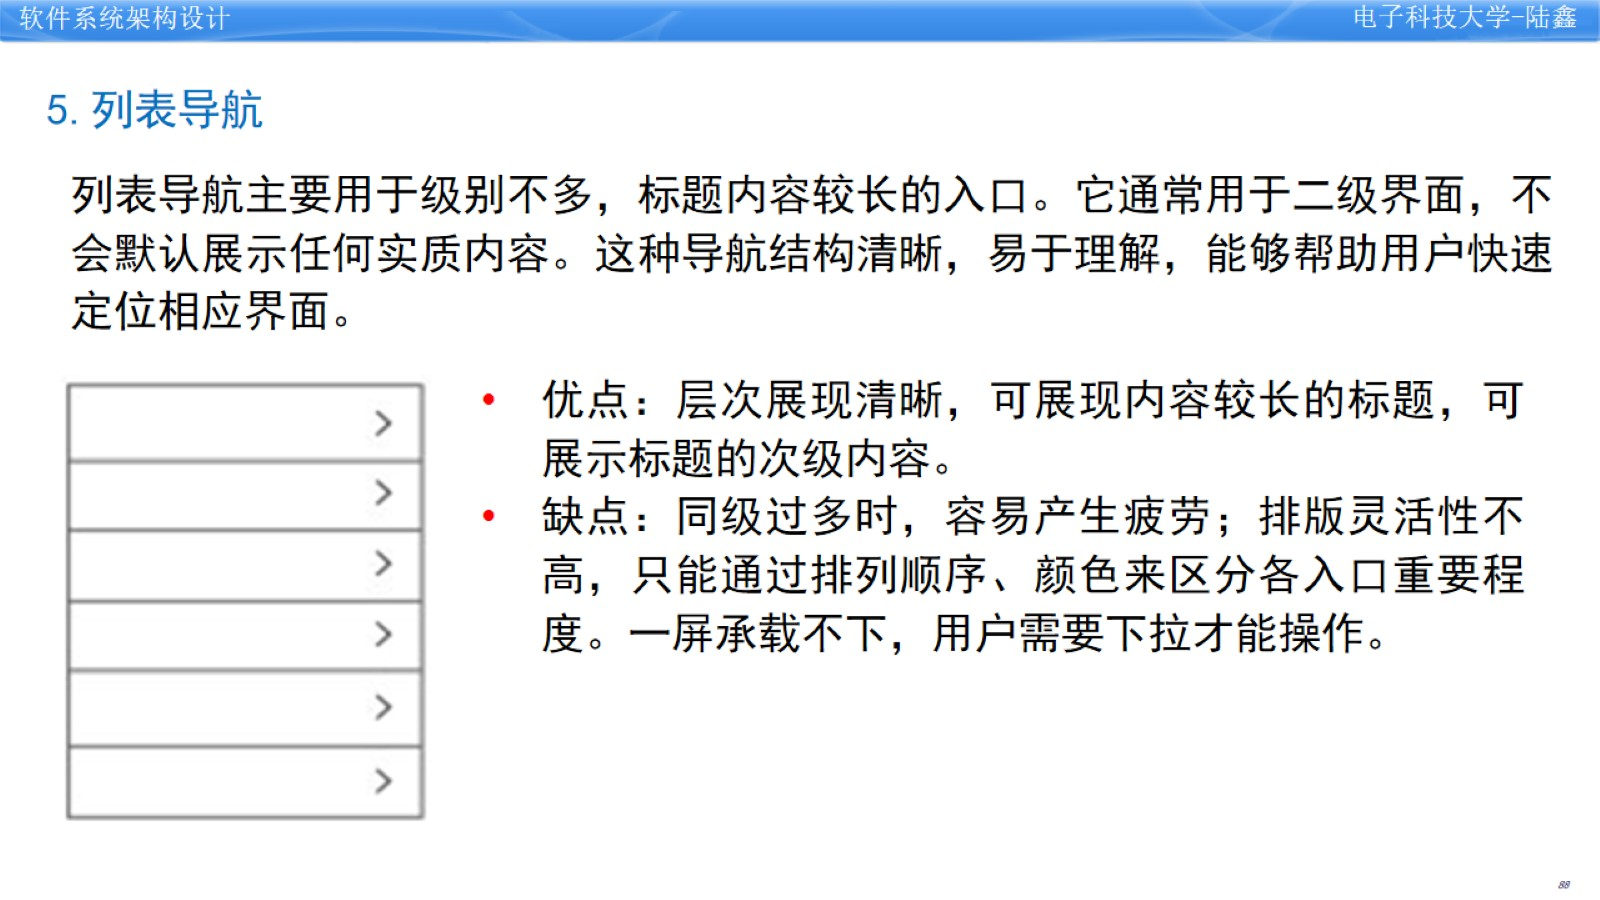 软件系统架构设计
电子科技大学-陆鑫
5. 列表导航
列表导航主要用于级别不多，标题内容较长的入口。它通常用于二级界面，不
会默认展示任何实质内容。这种导航结构清晰，易于理解，能够帮助用户快速
定位相应界面。
• 优点：层次展现清晰，可展现内容较长的标题，可
展示标题的次级内容。
• 缺点：同级过多时，容易产生疲劳；排版灵活性不
高，只能通过排列顺序、颜色来区分各入口重要程
度。一屏承载不下，用户需要下拉才能操作。
88